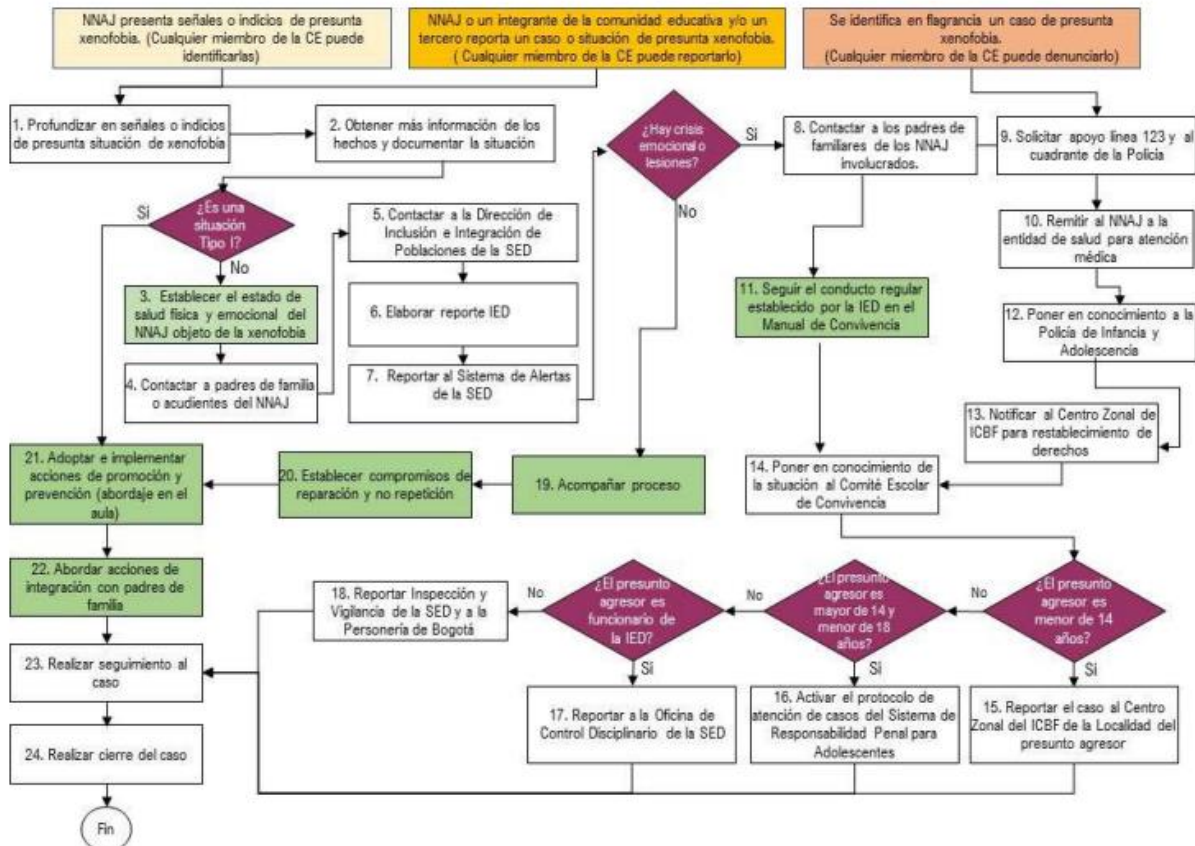 NNAJ presenta señales o indicios de presunta
xenofobia. (Cualquier miembro de la CE puede
identificarlas)
NNAJ o un integrante de la comunidad educativa y/o un
tercero reporta un caso o situación de presunta xenofobia.
( Cualquier miembro de la CE puede reportarlo)
Se identifica en flagrancia un caso de presunta
xenofobia.
(Cualquier miembro de la CE puede denunciarlo)
1. Profundizar en señales o indicios
de presunta situación de xenofobia
2. Obtener más información de los
hechos y documentar la situación
¿Hay crisis
emocional o
lesiones?
Si
No
8. Contactar a los padres de
familiares de los NNAJ
involucrados.
9. Solicitar apoyo línea 123 y al
cuadrante de la Policía
10. Remitir al NNAJ a la
entidad de salud para atención
médica
¿Es una
situación
Tipo I?
Si
No
5. Contactar a la Dirección de
Inclusión e Integración de
Poblaciones de la SED
3. Establecer el estado de
salud física y emocional del
NNAJ objeto de la xenofobia
6. Elaborar reporte IED
11. Seguir el conducto regular
establecido por la IED en el
Manual de Convivencia
12. Poner en conocimiento a la
Policía de Infancia y
Adolescencia
4. Contactar a padres de familia
o acudientes del NNAJ
7. Reportar al Sistema de Alertas
de la SED
13. Notificar al Centro Zonal de
ICBF para restablecimiento de
derechos
21. Adoptar e implementar
acciones de promoción y
prevención (abordaje en el
aula)
20. Establecer compromisos de
reparación y no repetición
19. Acompañar proceso
14. Poner en conocimiento de
la situación al Comité Escolar
de Convivencia
22. Abordar acciones de
integración con padres de
familia
18. Reportar Inspección y
Vigilancia de la SED y a la
Personería de Bogotá
No
¿El presunto
agresor es
funcionario de
la IED?
Si
No
¿El presunto
agresor es
mayor de 14 y
menor de 18
años?
Si
No
¿El presunto
agresor es
menor de 14
años?
Si
23. Realizar seguimiento al
caso
17. Reportar a la Oficina de
Control Disciplinario de la SED
16. Activar el protocolo de
atención de casos del Sistema de
Responsabilidad Penal para
Adolescentes
15. Reportar el caso al Centro
Zonal del ICBF de la Localidad del
presunto agresor
24. Realizar cierre del caso
Fin